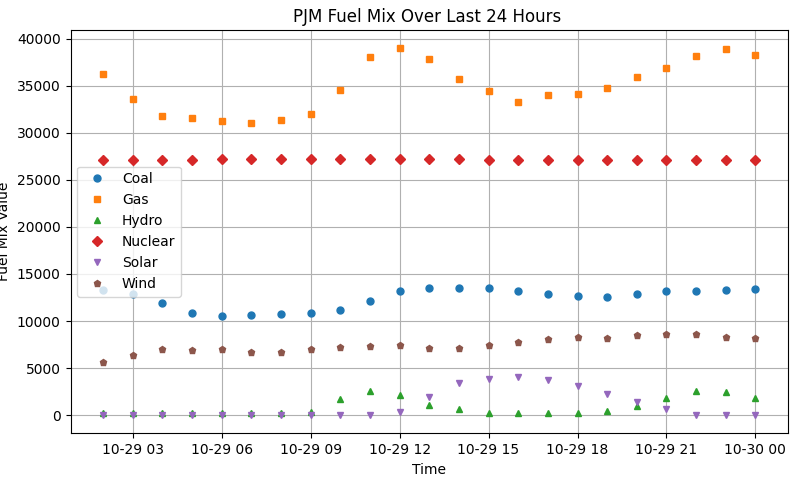 PJM Fuel Mix Over Last 24 Hours
40000
35000
30000
25000
20000
15000
10000
5000
0
Fuel Mix Value
Coal
Gas
Hydro
Nuclear
Solar
Wind
10-29 03 10-29 06 10-29 09 10-29 12 10-29 15 10-29 18 10-29 21 10-30 00
Time